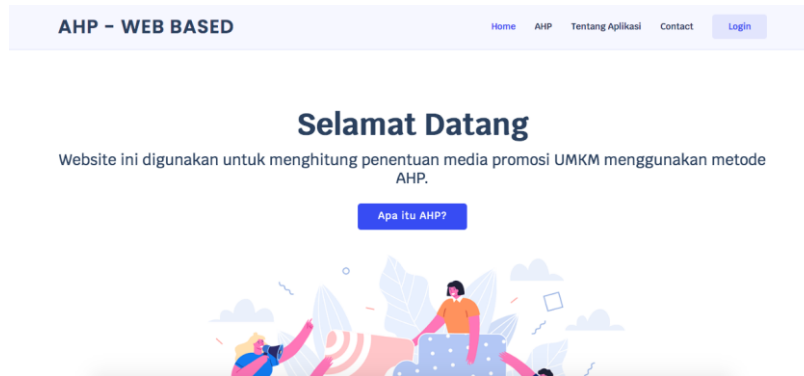 AHP – WEB BASED
Home AHP Tentang Aplikasi Contact Login
Selamat Datang
Website ini digunakan untuk menghitung penentuan media promosi UMKM menggunakan metode
AHP.
Apa itu AHP?